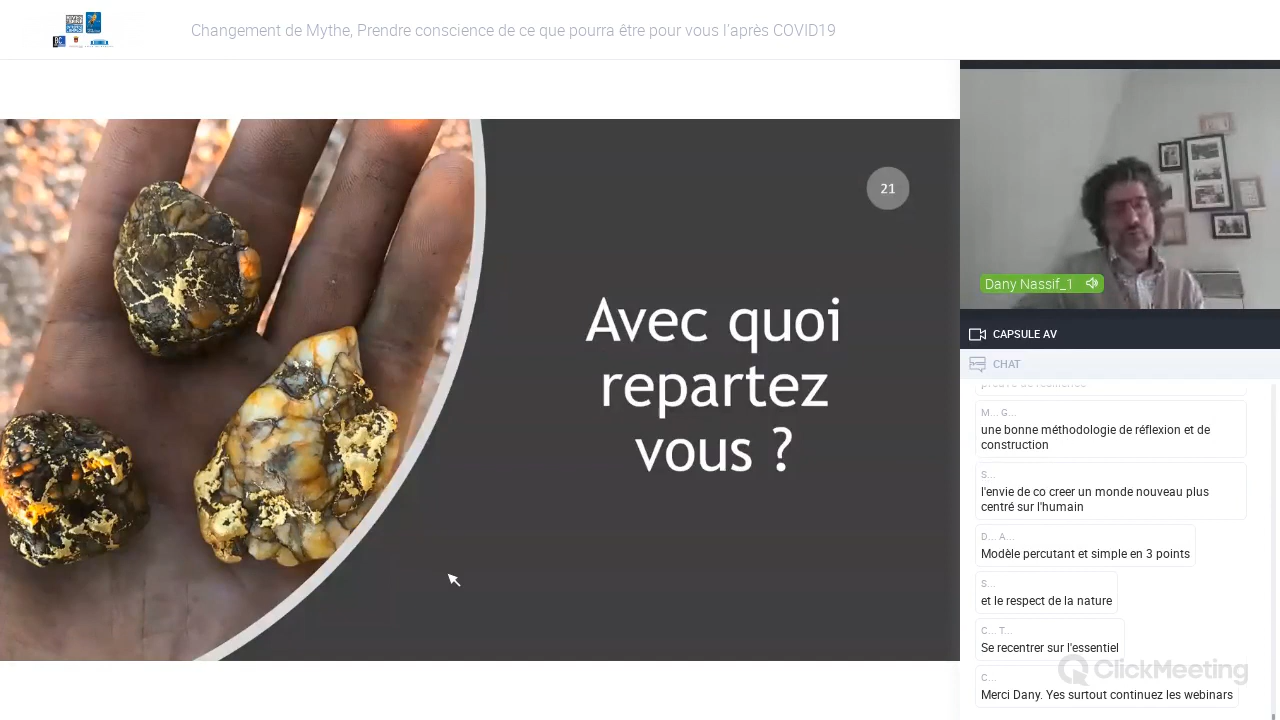 Changement de Mythe, Prendre conscience de ce que pourra être pour vous l'après COVID19
21
Avec quoi
repartez
vous ?
Dany Nassif_1
CAPSULE AV
CHAT
M... G...
une bonne méthodologie de réflexion et de
construction
S...
l'envie de co creer un monde nouveau plus
centré sur l'humain
D... A...
Modèle percutant et simple en 3 points
S...
et le respect de la nature
C... T...
Se recentrer sur l'essentiel
C...
Merci Dany. Yes surtout continuez les webinars
ClickMeeting